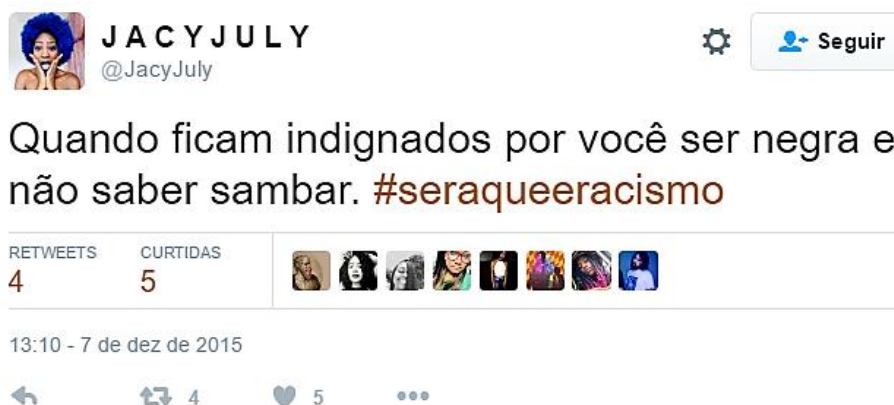 JACYJULY
@JacyJuly
Seguir
Quando ficam indignados por você ser negra e
não saber sambar. #seraqueeracismo
RETWEETS CURTIDAS
4 5
13:10 - 7 de dez de 2015
4 5